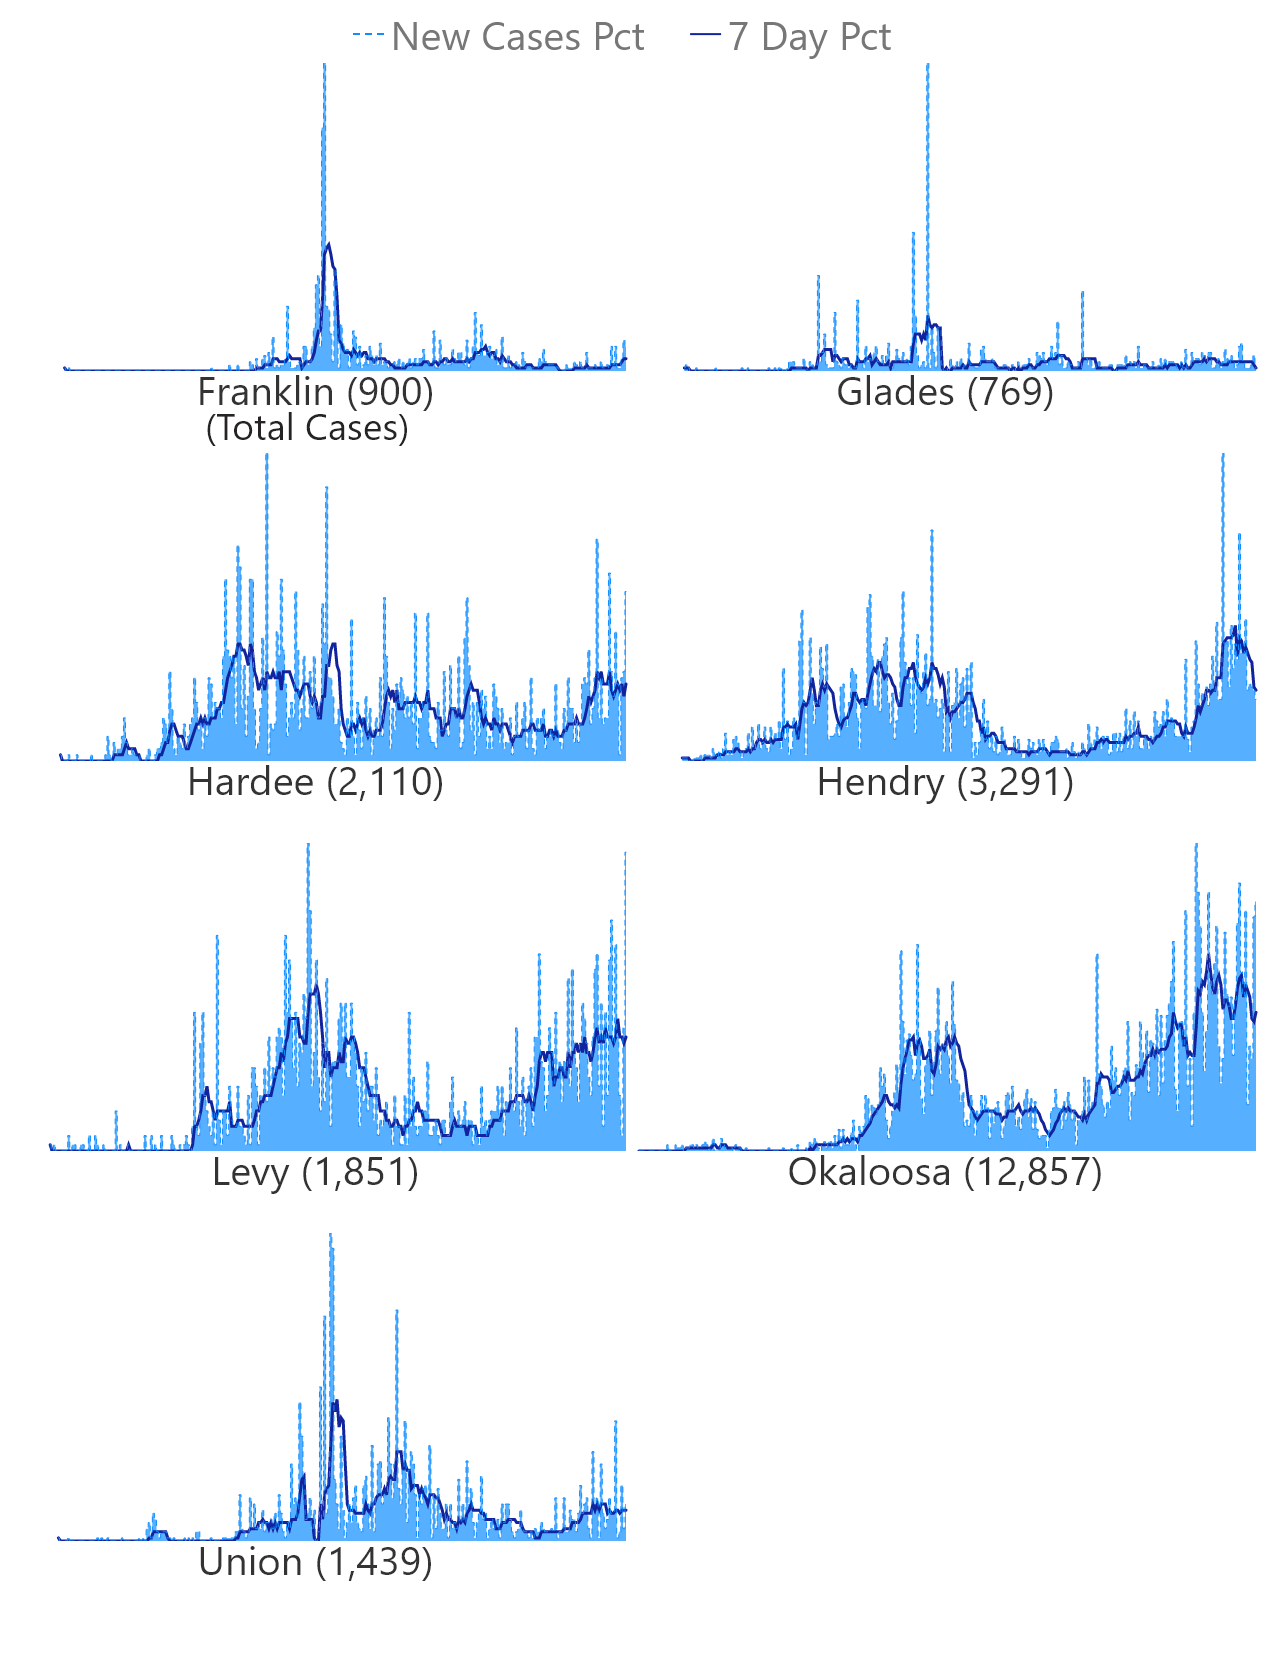 New Cases Pct 7 Day Pct
Franklin (900) Glades (769)
(Total Cases)
Hardee (2,110) Hendry (3,291)
Levy (1,851) Okaloosa (12,857)
Union (1,439)